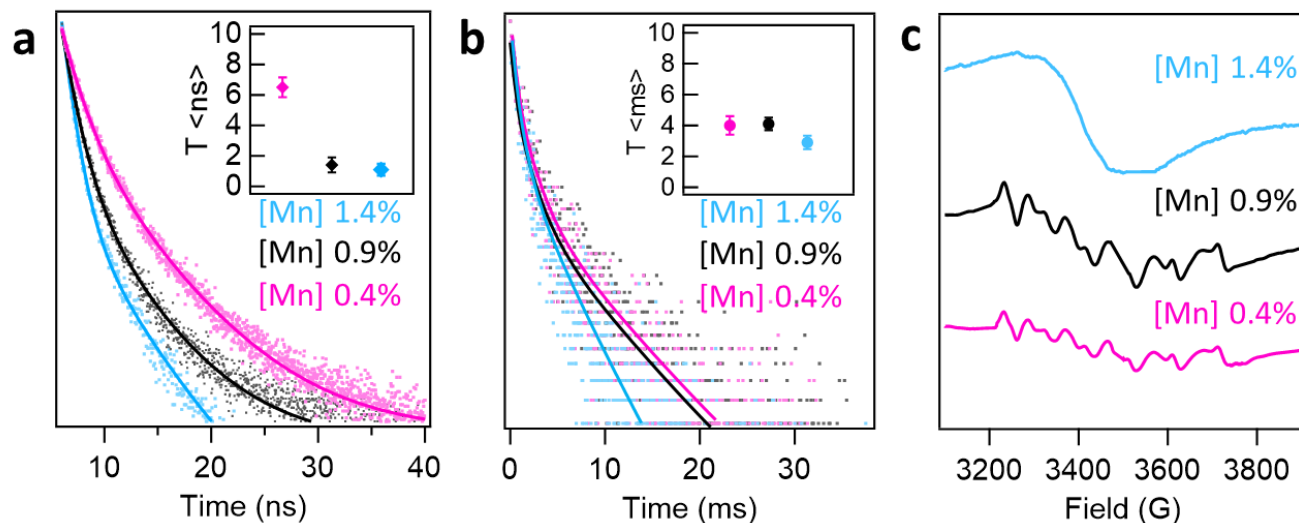 a
T <ns>
10
8
6
4
2
0
[Mn] 1.4%
[Mn] 0.9%
[Mn] 0.4%
10 20 30 40
Time (ns)
b
T <ms>
10
8
6
4
2
0
[Mn] 1.4%
[Mn] 0.9%
[Mn] 0.4%
0 10 20 30
Time (ms)
c
[Mn] 1.4%
[Mn] 0.9%
[Mn] 0.4%
3200 3400 3600 3800
Field (G)